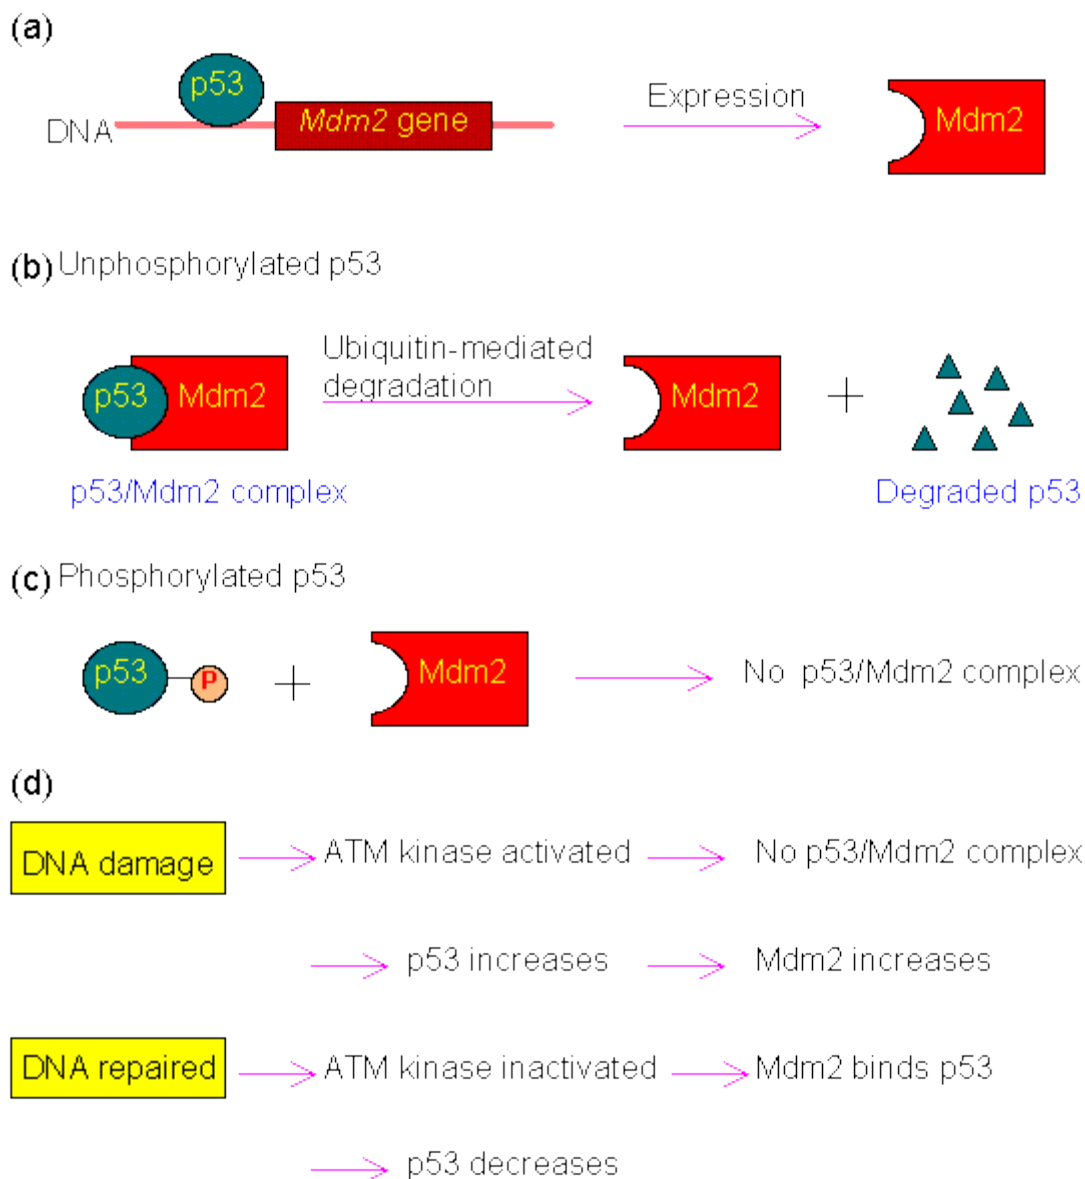 (a)
p53
DNA
Mdm2 gene
Expression
Mdm2
(b) Unphosphorylated p53
p53
Mdm2
Ubiquitin-mediated
degradation
Mdm2
+
p53/Mdm2 complex
Degraded p53
(c) Phosphorylated p53
p53
P
+
Mdm2
No p53/Mdm2 complex
(d)
DNA damage
ATM kinase activated
No p53/Mdm2 complex
p53 increases
Mdm2 increases
DNA repaired
ATM kinase inactivated
Mdm2 binds p53
p53 decreases